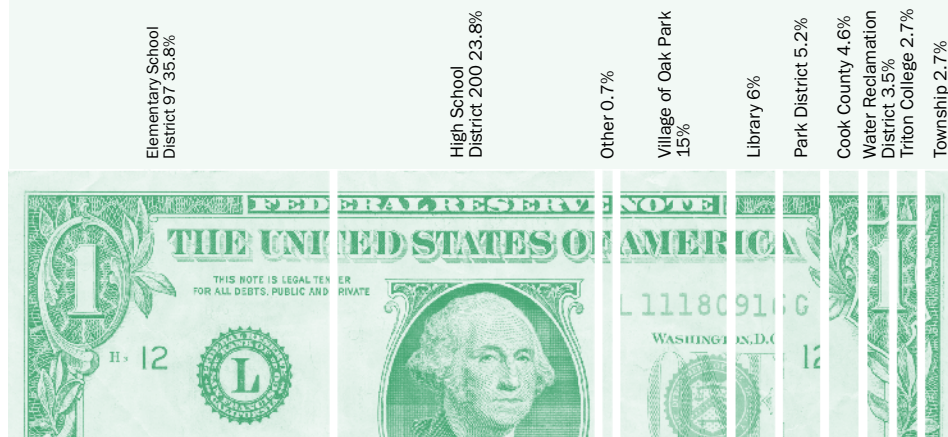 Elementary School
District 97 35.8%
High School
District 200 23.8%
Other 0.7%
Village of Oak Park
15%
Library 6%
Park District 5.2%
Cook County 4.6%
Water Reclamation
District 3.5%
Triton College 2.7%
Township 2.7%
FEDERAL RESERVE NOTE
THE UNITED STATES OF AMERICA
THIS NOTE IS LEGAL TENDER
FOR ALL DEBTS, PUBLIC AND PRIVATE
L 11180916 G
WASHINGTON, D.C.
1
1
H 12
L
12